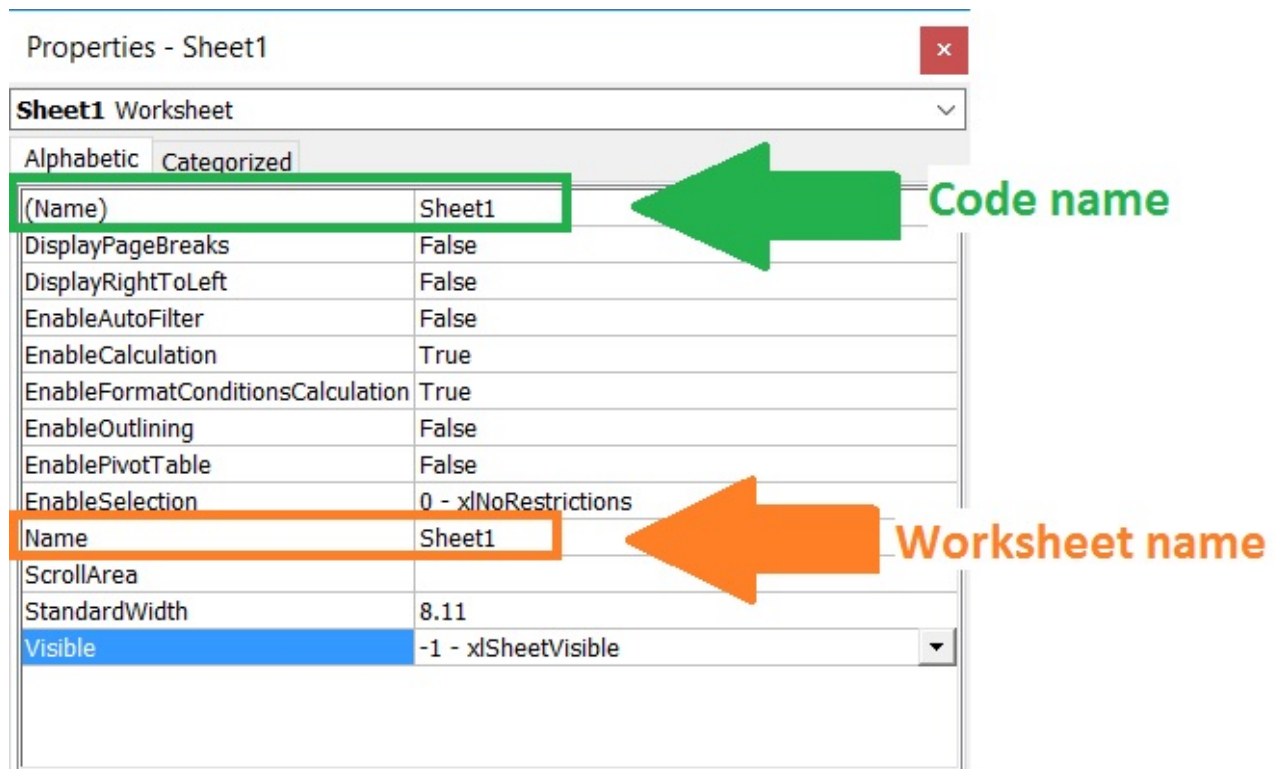 Properties - Sheet1
×
Sheet1 Worksheet
Alphabetic Categorized
(Name) Sheet1
Code name
DisplayPageBreaks False
DisplayRightToLeft False
EnableAutoFilter False
EnableCalculation True
EnableFormatConditionsCalculation True
EnableOutlining False
EnablePivotTable False
EnableSelection 0 - xlNoRestrictions
Name Sheet1
Worksheet name
ScrollArea
StandardWidth 8.11
Visible -1 - xlSheetVisible